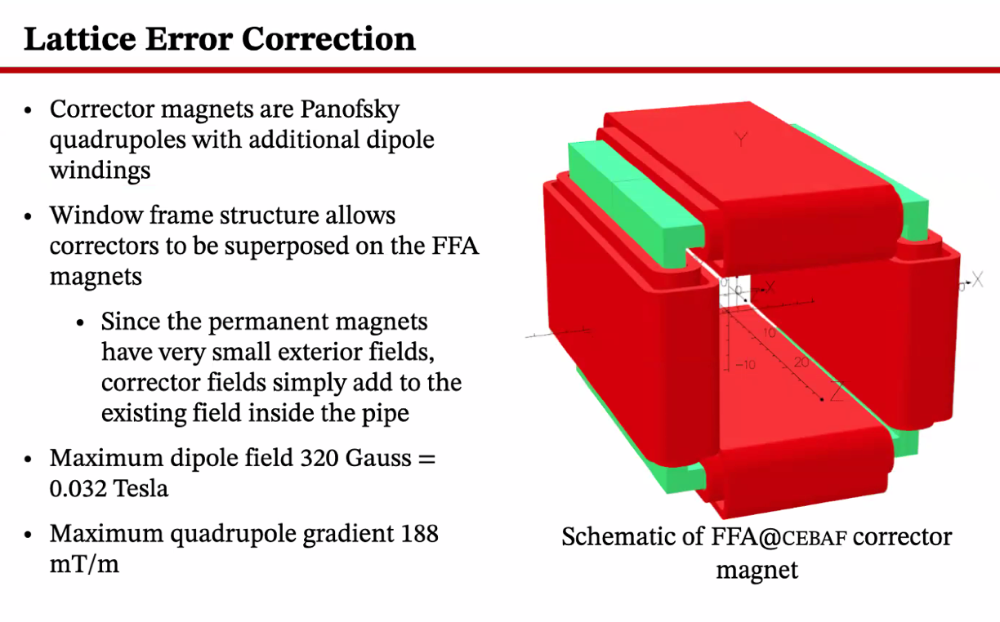 Lattice Error Correction
• Corrector magnets are Panofsky
quadrupoles with additional dipole
windings
• Window frame structure allows
correctors to be superposed on the FFA
magnets
• Since the permanent magnets
have very small exterior fields,
corrector fields simply add to the
existing field inside the pipe
• Maximum dipole field 320 Gauss =
0.032 Tesla
• Maximum quadrupole gradient 188
mT/m
Y
X
0
0
X
10
-10
20
Z
Schematic of FFA@CEBAF corrector
magnet